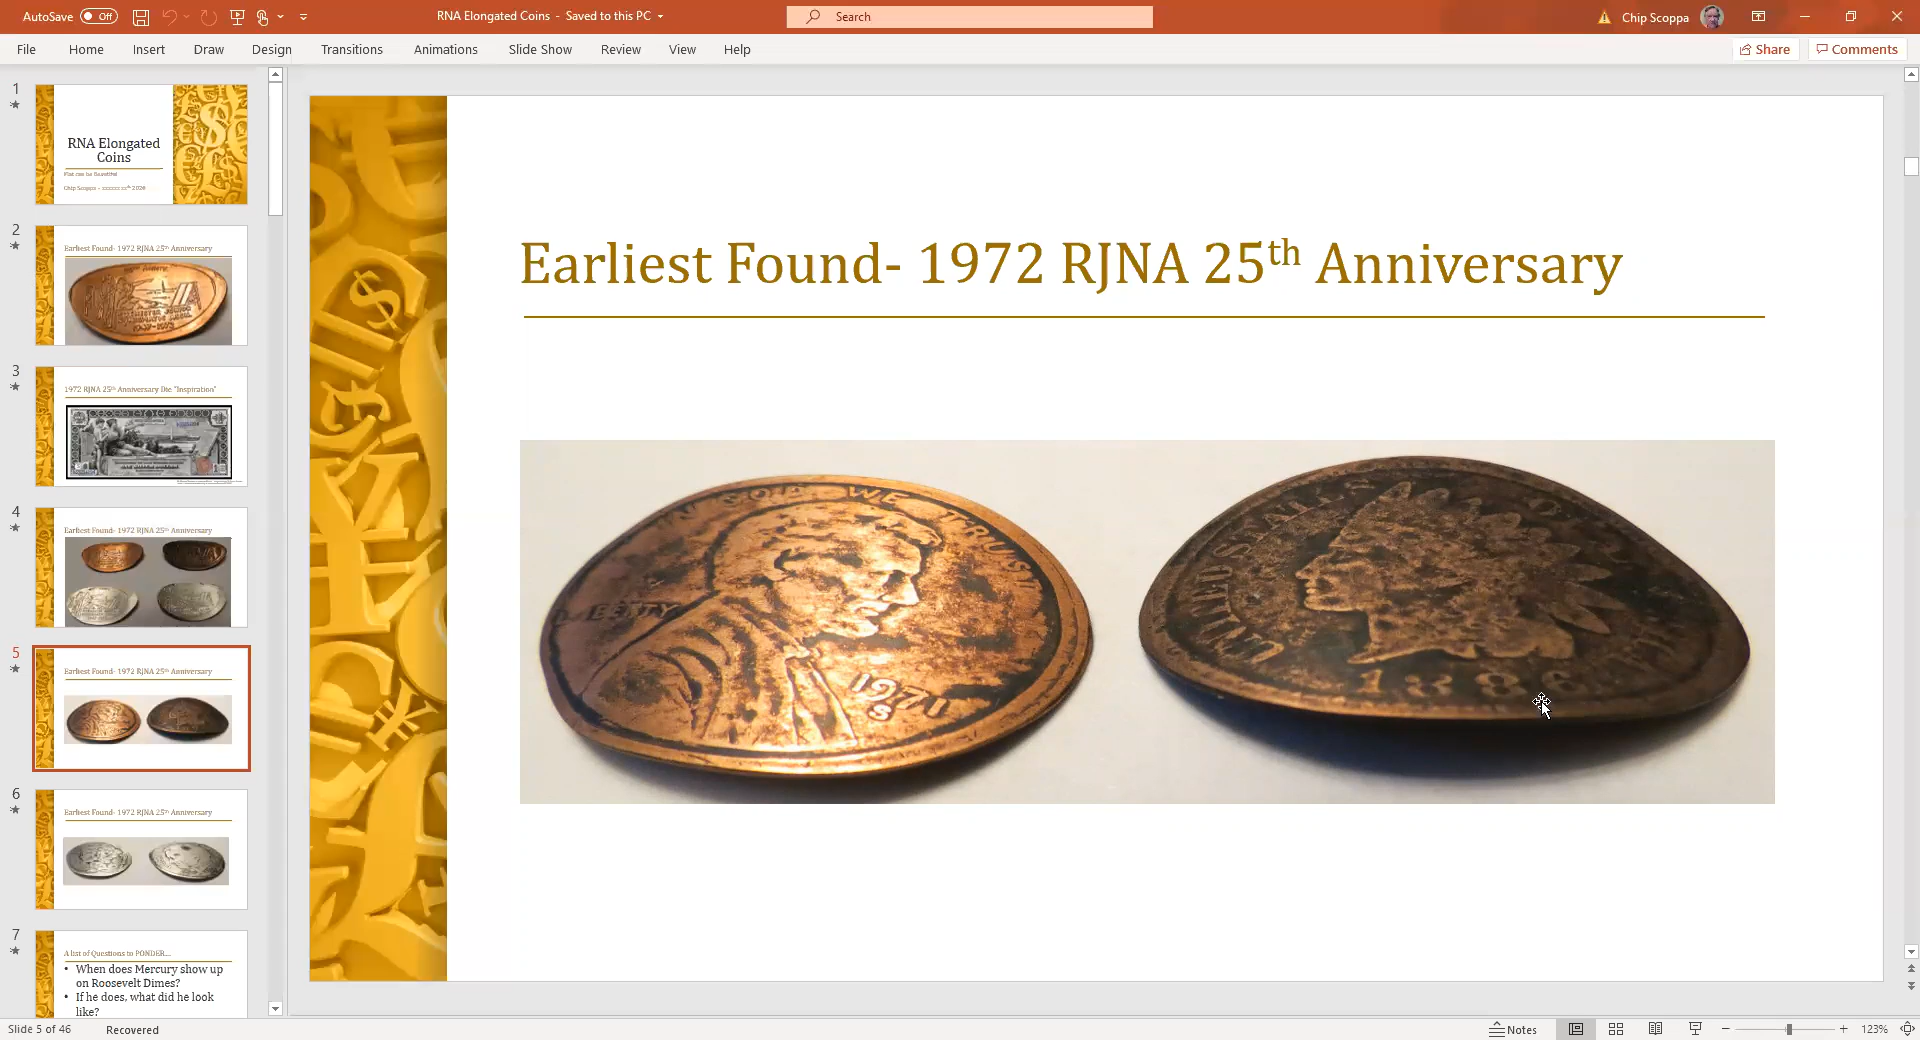 AutoSave Off
RNA Elongated Coins - Saved to this PC
Search
Chip Scoppa
File Home Insert Draw Design Transitions Animations Slide Show Review View Help
Share Comments
1
RNA Elongated
Coins
2
Earliest Found- 1972 RJNA 25th Anniversary
3
1972 RJNA 25th Anniversary Die "Inspiration"
4
Earliest Found- 1972 RJNA 25th Anniversary
5
Earliest Found- 1972 RJNA 25th Anniversary
6
Earliest Found- 1972 RJNA 25th Anniversary
7
A list of Questions to PONDER...
• When does Mercury show up
on Roosevelt Dimes?
• If he does, what did he look
like?
Earliest Found- 1972 RJNA 25th Anniversary
WE TRUST
LIBERTY
1971
S
UNITED STATES
Slide 5 of 46
Recovered
Notes
123%